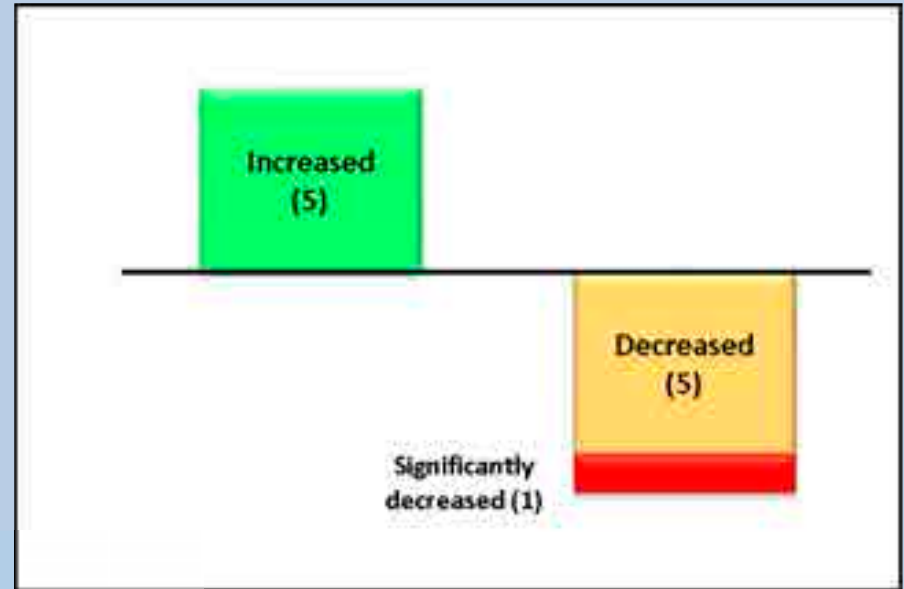 Increased
(5)
Decreased
(5)
Significantly
decreased (1)